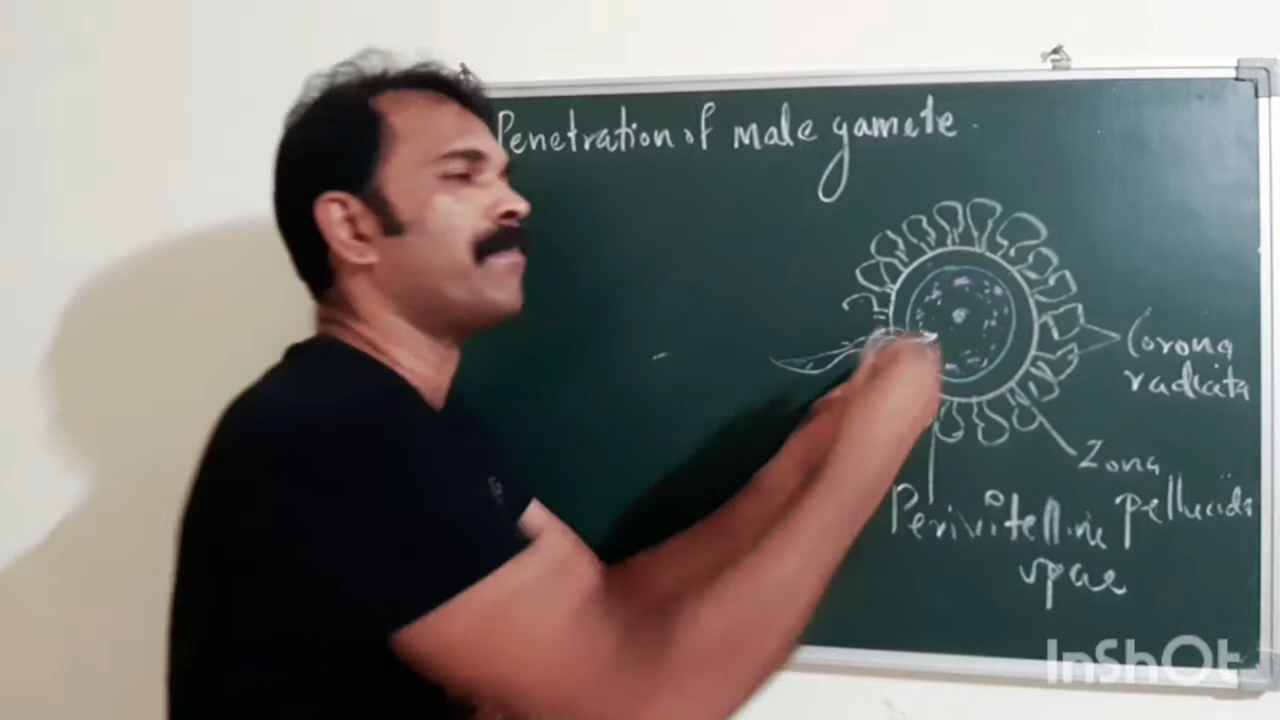 Penetration of male gamete.
Corona
radiata
Zona
pellucida
Perivitelline
space
InShOt